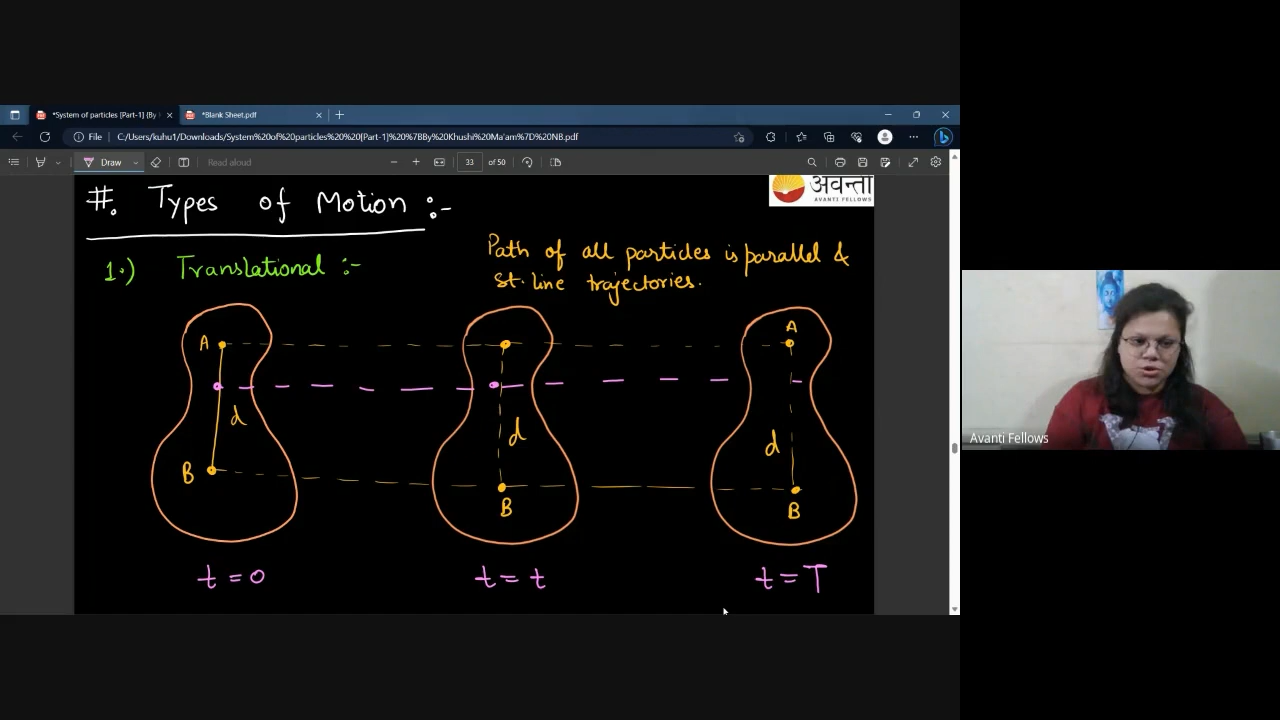 *System of particles [Part-1] (By
*Blank Sheet.pdf
File
C:/Users/kuhu1/Downloads/System%20of%20particles%20%20[Part-1]%20%7BBy%20Khushi%20Ma'am%7D%20NB.pdf
Draw
Read aloud
33
of 50
#. Types of Motion :-
अवन्ती
AVANTI FELLOWS
1.) Translational :-
Path of all particles is parallel &
st. line trajectories.
A
A
d
d
d
B
B
B
t = 0
t = t
t = T
Avanti Fellows